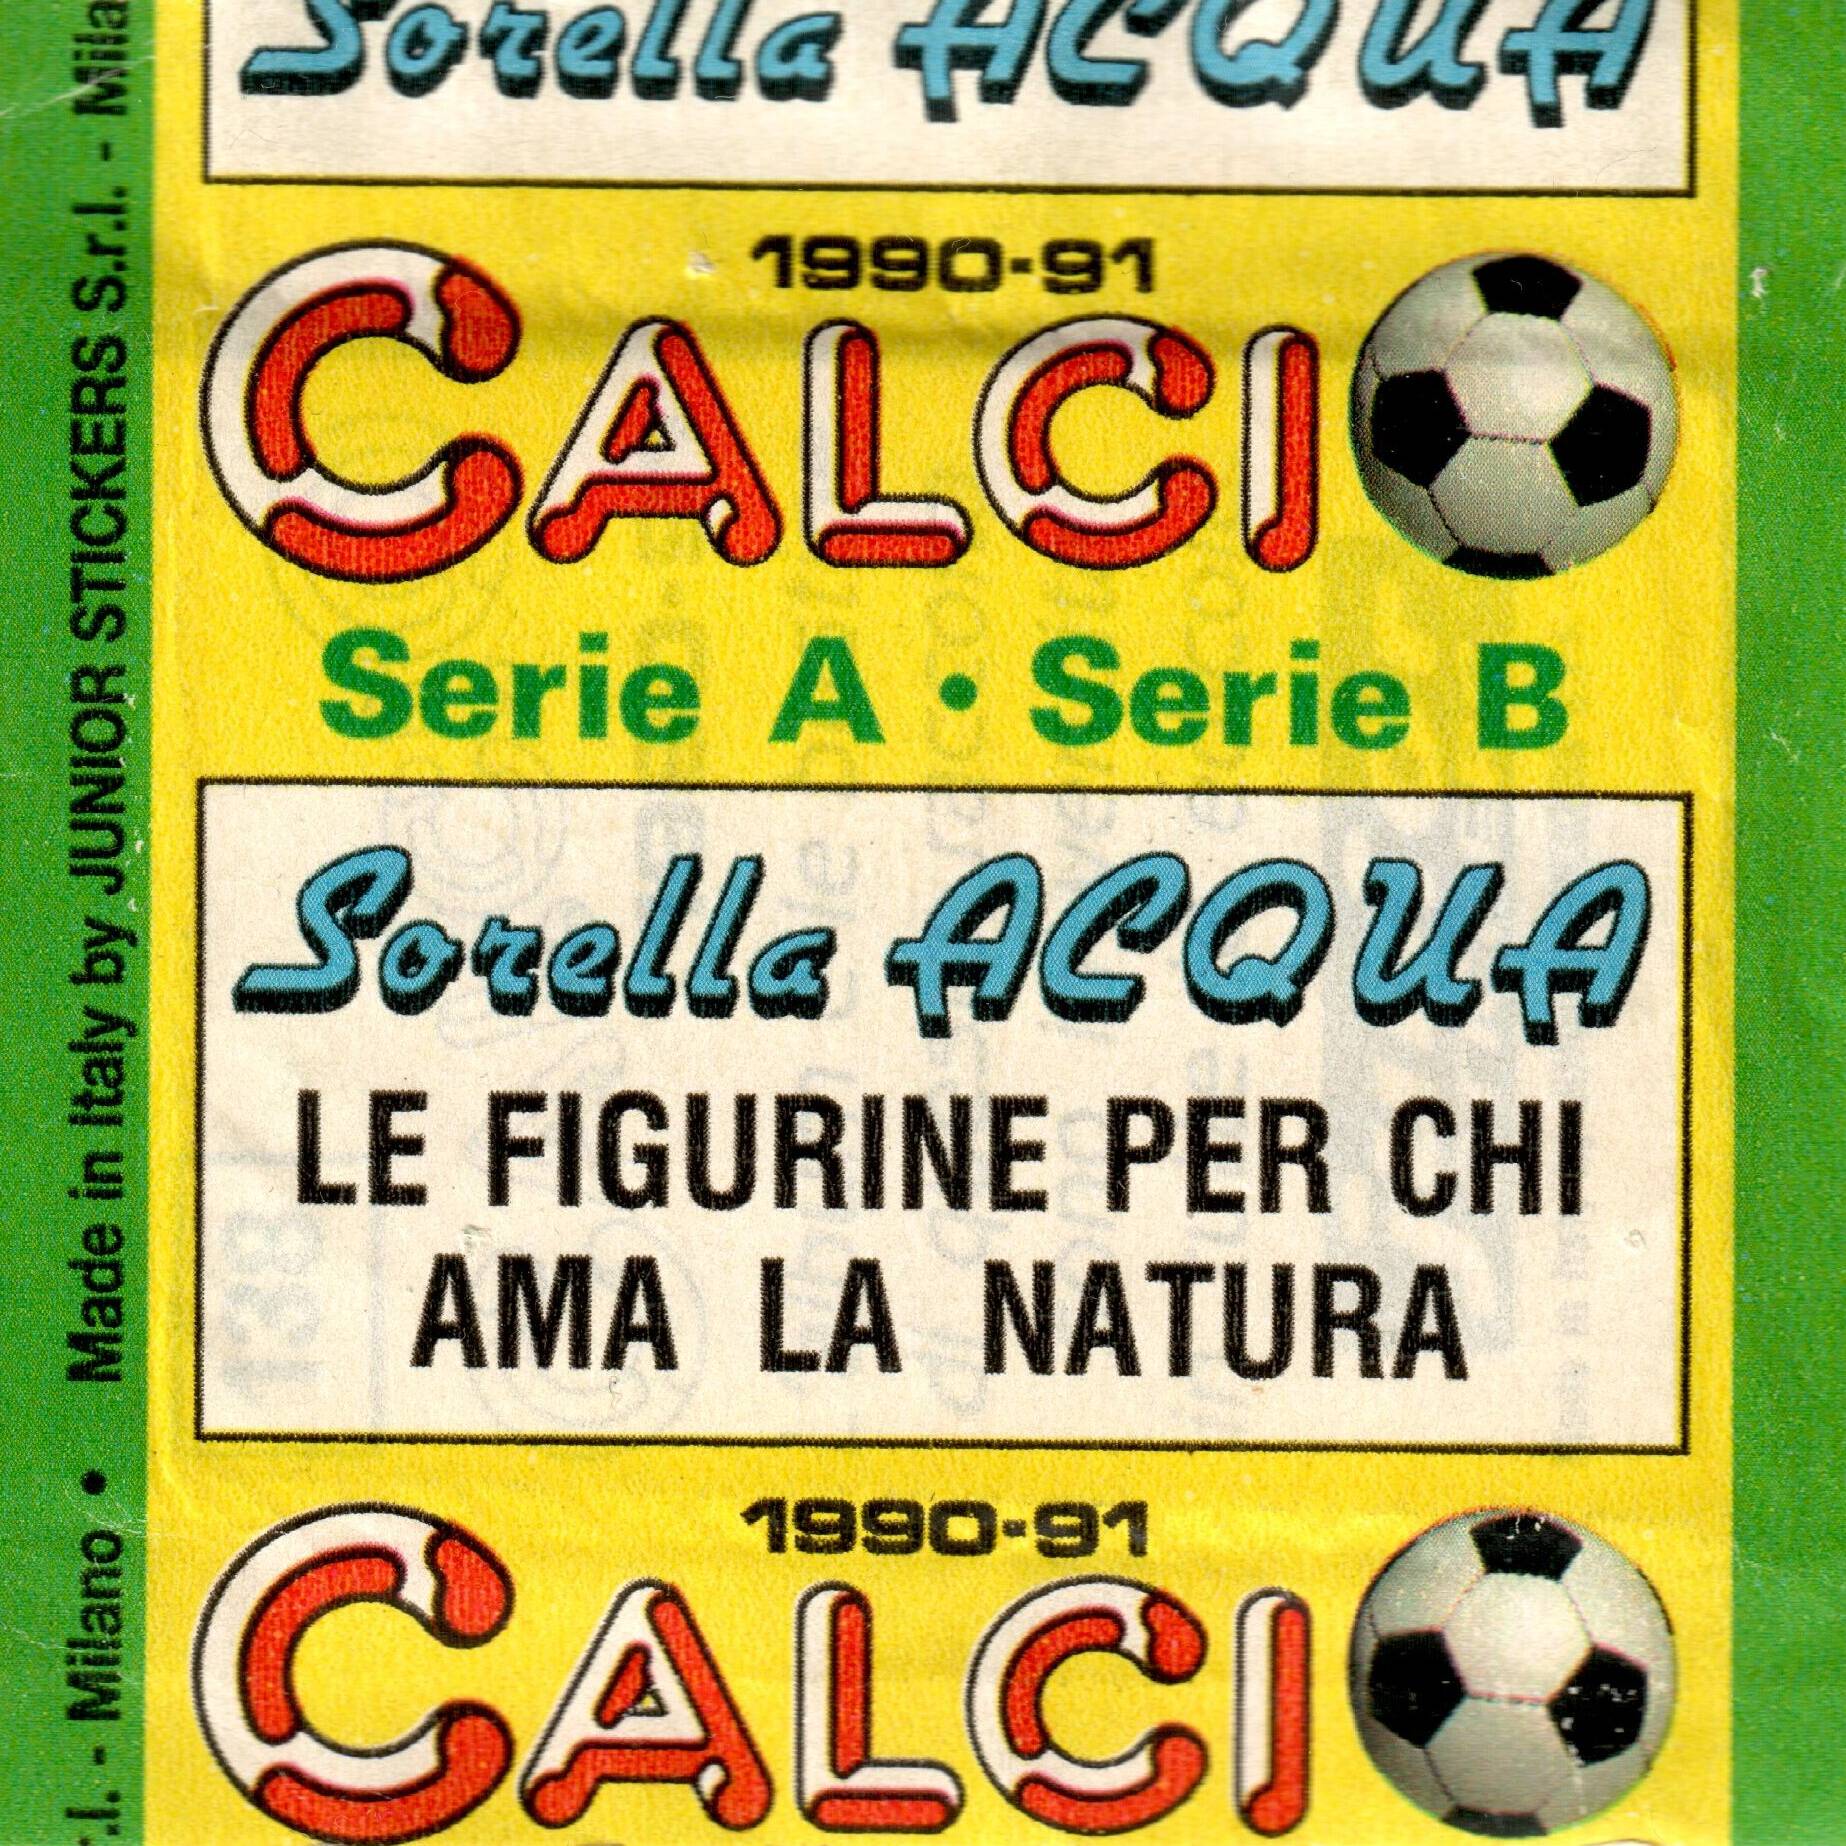 Sorella ACQUA
1990-91
CALCIO
Serie A • Serie B
Sorella ACQUA
LE FIGURINE PER CHI
AMA LA NATURA
1990-91
CALCIO
.l. - Milano • Made in Italy by JUNIOR STICKERS S.r.l. - Mila